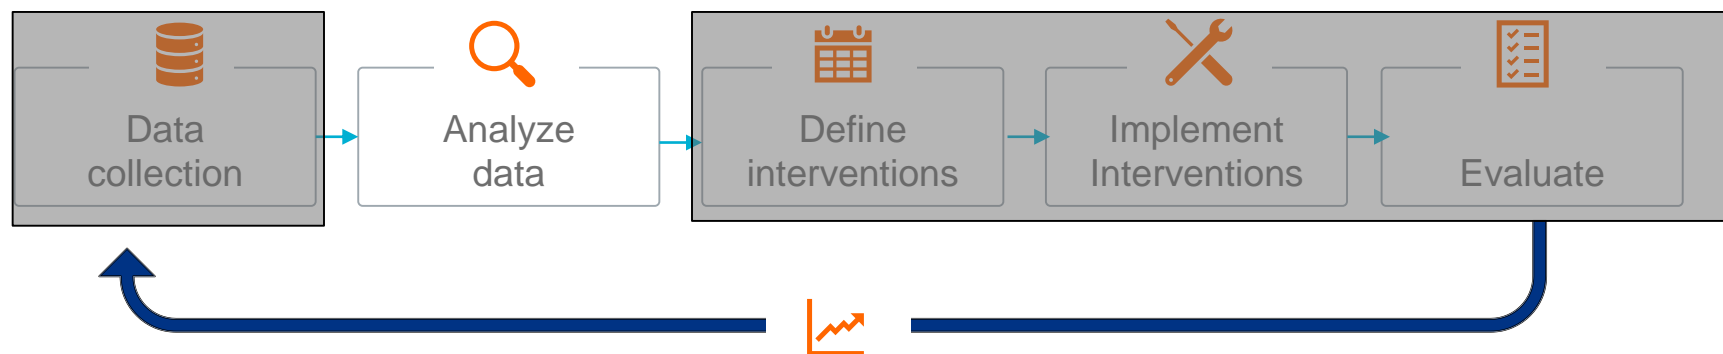 Data
collection
Analyze
data
Define
interventions
Implement
Interventions
Evaluate